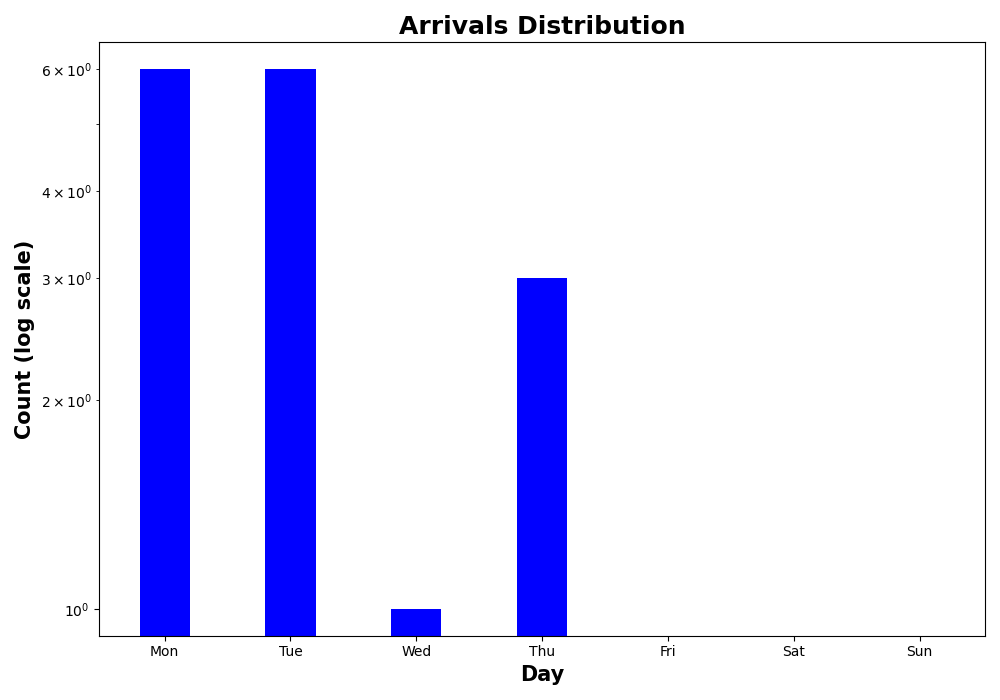 Arrivals Distribution
Count (log scale)
6 × 10⁰
4 × 10⁰
3 × 10⁰
2 × 10⁰
10⁰
Mon Tue Wed Thu Fri Sat Sun
Day